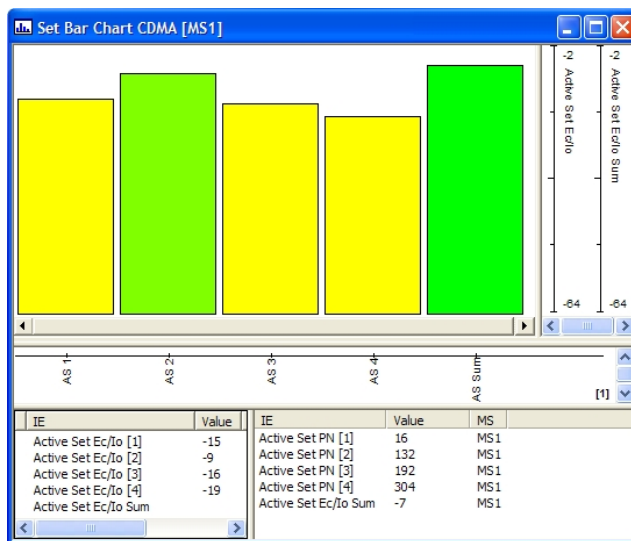 Set Bar Chart CDMA [MS1]
-2 -2
Active Set Ec/Io
Active Set Ec/Io Sum
-64 -64
AS 1 AS 2 AS 3 AS 4 AS Sum
[1]
IE Value
Active Set Ec/Io [1] -15
Active Set Ec/Io [2] -9
Active Set Ec/Io [3] -16
Active Set Ec/Io [4] -19
Active Set Ec/Io Sum
IE Value MS
Active Set PN [1] 16 MS1
Active Set PN [2] 132 MS1
Active Set PN [3] 192 MS1
Active Set PN [4] 304 MS1
Active Set Ec/Io Sum -7 MS1